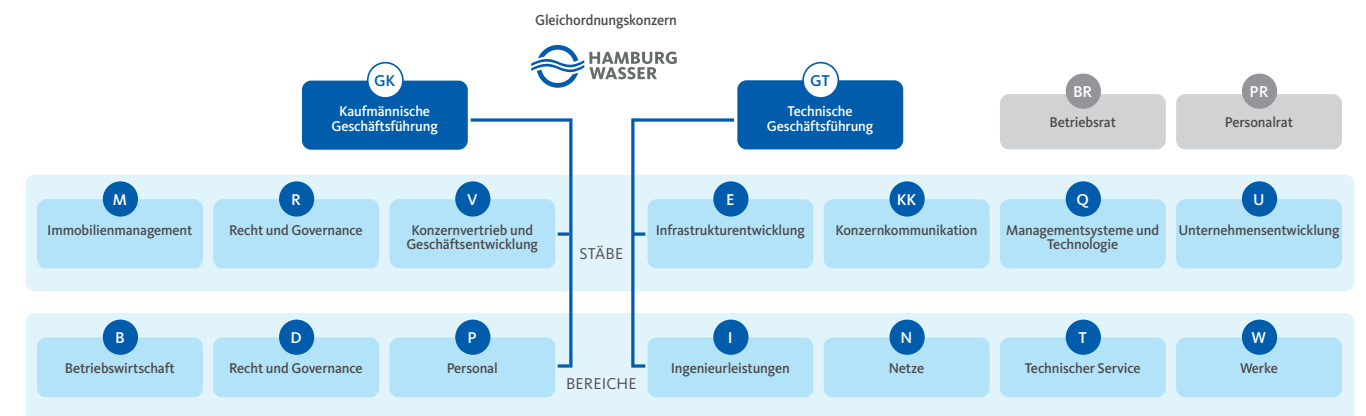 Gleichordnungskonzern
HAMBURG
WASSER
GK
Kaufmännische
Geschäftsführung
GT
Technische
Geschäftsführung
BR
Betriebsrat
PR
Personalrat
M
Immobilienmanagement
R
Recht und Governance
V
Konzernvertrieb und
Geschäftsentwicklung
STÄBE
E
Infrastrukturentwicklung
KK
Konzernkommunikation
Q
Managementsysteme und
Technologie
U
Unternehmensentwicklung
B
Betriebswirtschaft
D
Recht und Governance
P
Personal
BEREICHE
I
Ingenieurleistungen
N
Netze
T
Technischer Service
W
Werke